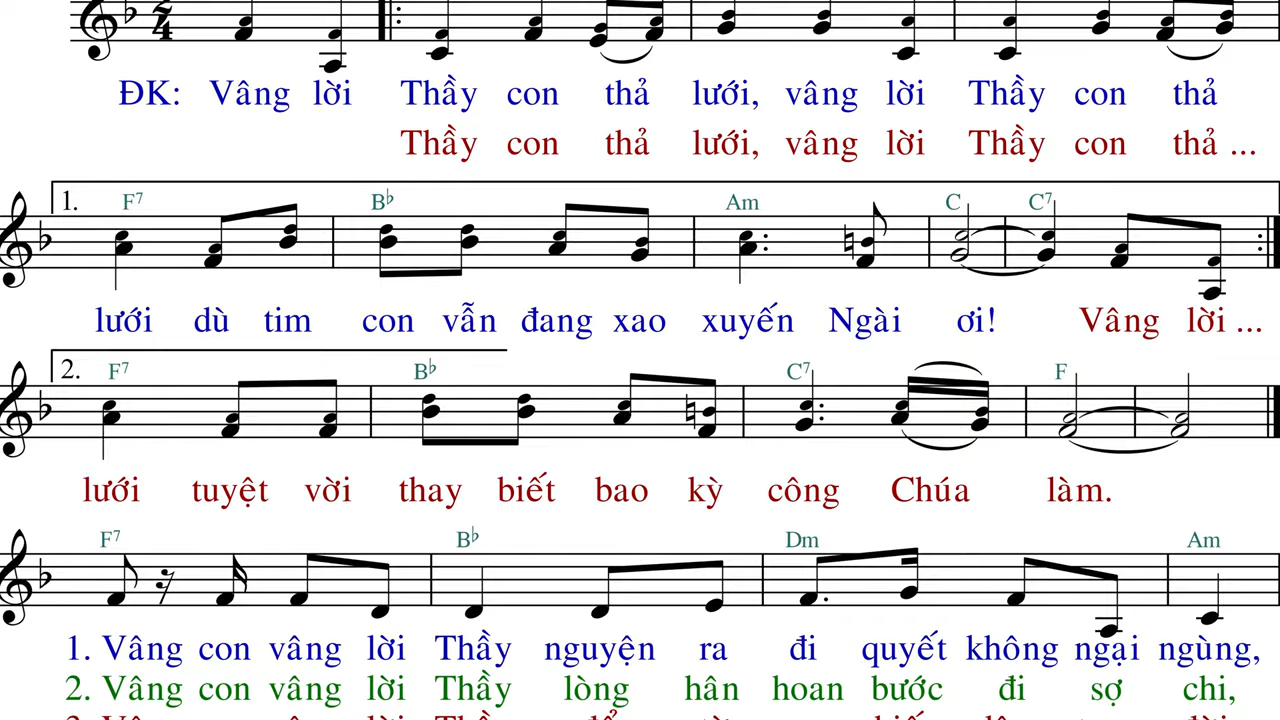 2 4
ĐK: Vâng lời Thầy con thả lưới, vâng lời Thầy con thả
Thầy con thả lưới, vâng lời Thầy con thả ...
1. F7 B♭ Am C C7
lưới dù tim con vẫn đang xao xuyến Ngài ơi! Vâng lời ...
2. F7 B♭ C7 F
lưới tuyệt vời thay biết bao kỳ công Chúa làm.
F7 B♭ Dm Am
1. Vâng con vâng lời Thầy nguyện ra đi quyết không ngại ngùng,
2. Vâng con vâng lời Thầy lòng hân hoan bước đi sợ chi,